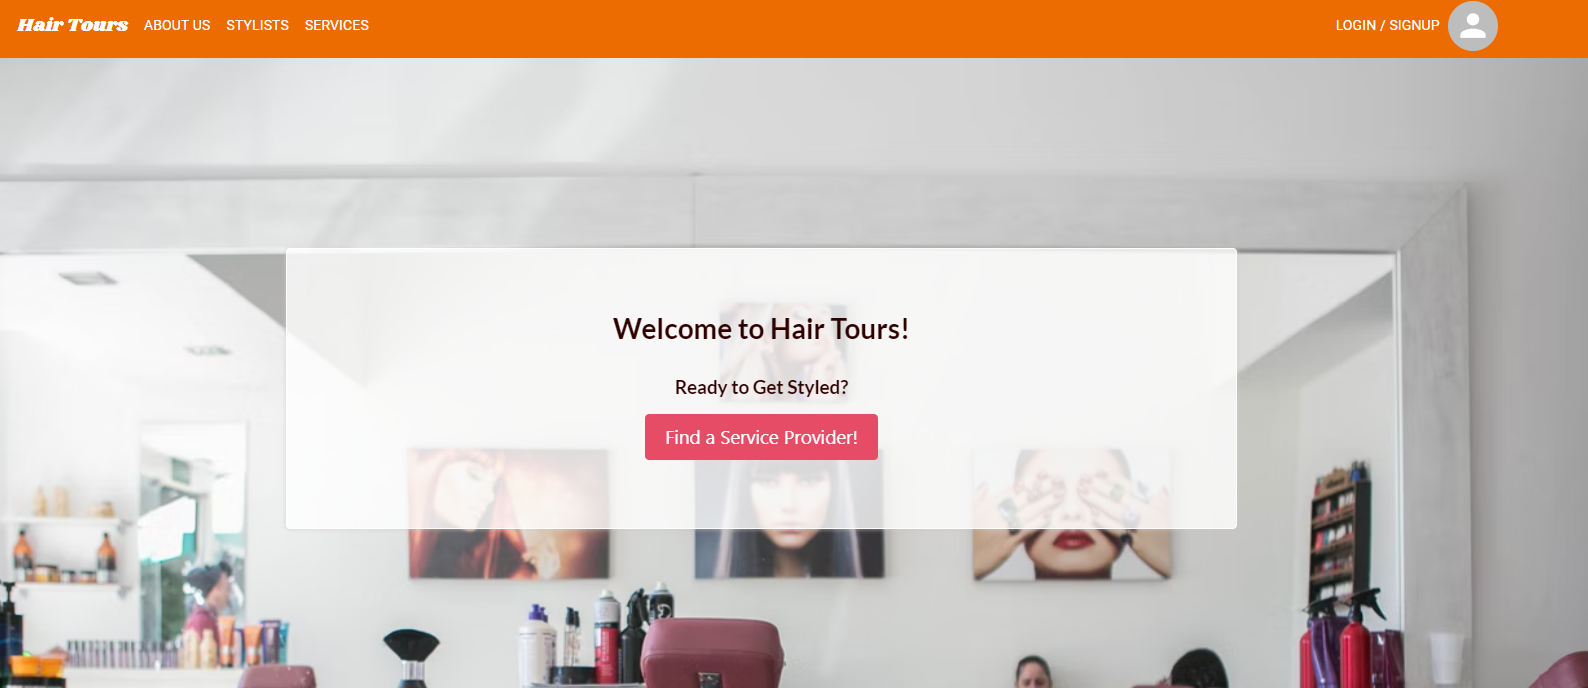 Hair Tours ABOUT US STYLISTS SERVICES LOGIN / SIGNUP
Welcome to Hair Tours!
Ready to Get Styled?
Find a Service Provider!